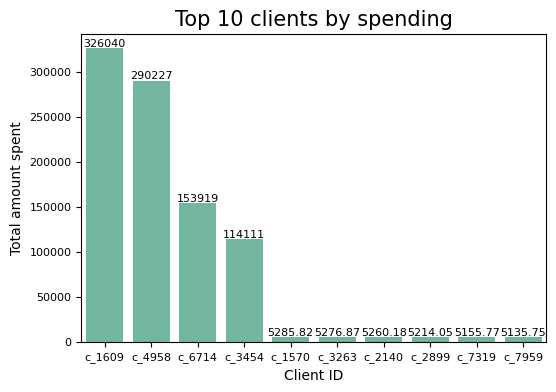 Top 10 clients by spending
Total amount spent
300000
250000
200000
150000
100000
50000
0
326040
290227
153919
114111
5285.82 5276.87 5260.18 5214.05 5155.77 5135.75
c_1609 c_4958 c_6714 c_3454 c_1570 c_3263 c_2140 c_2899 c_7319 c_7959
Client ID